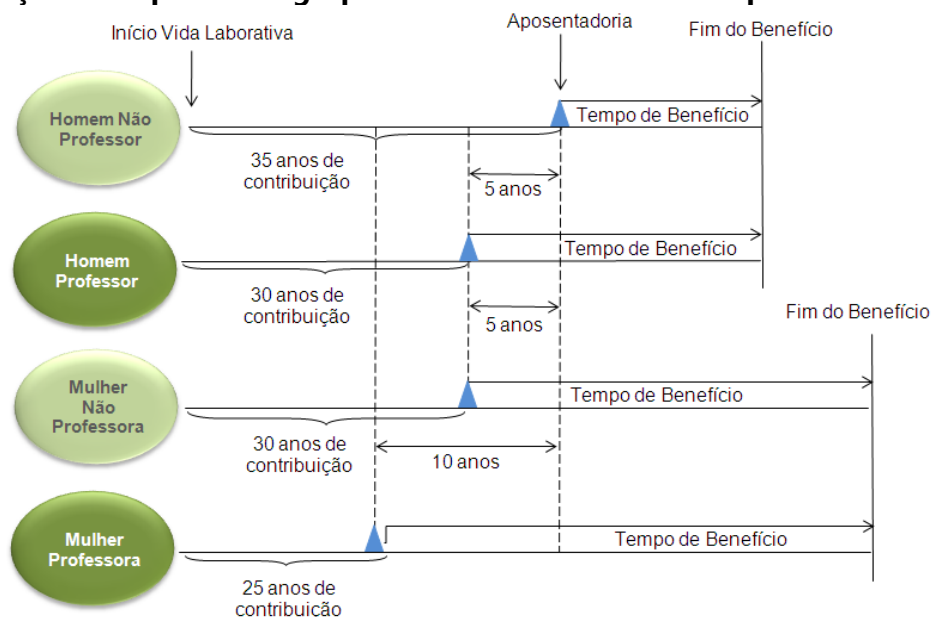 Início Vida Laborativa
Aposentadoria
Fim do Benefício
Homem Não
Professor
Tempo de Benefício
35 anos de
contribuição
5 anos
Homem
Professor
Tempo de Benefício
30 anos de
contribuição
5 anos
Fim do Benefício
Mulher
Não
Professora
Tempo de Benefício
30 anos de
contribuição
10 anos
Mulher
Professora
Tempo de Benefício
25 anos de
contribuição